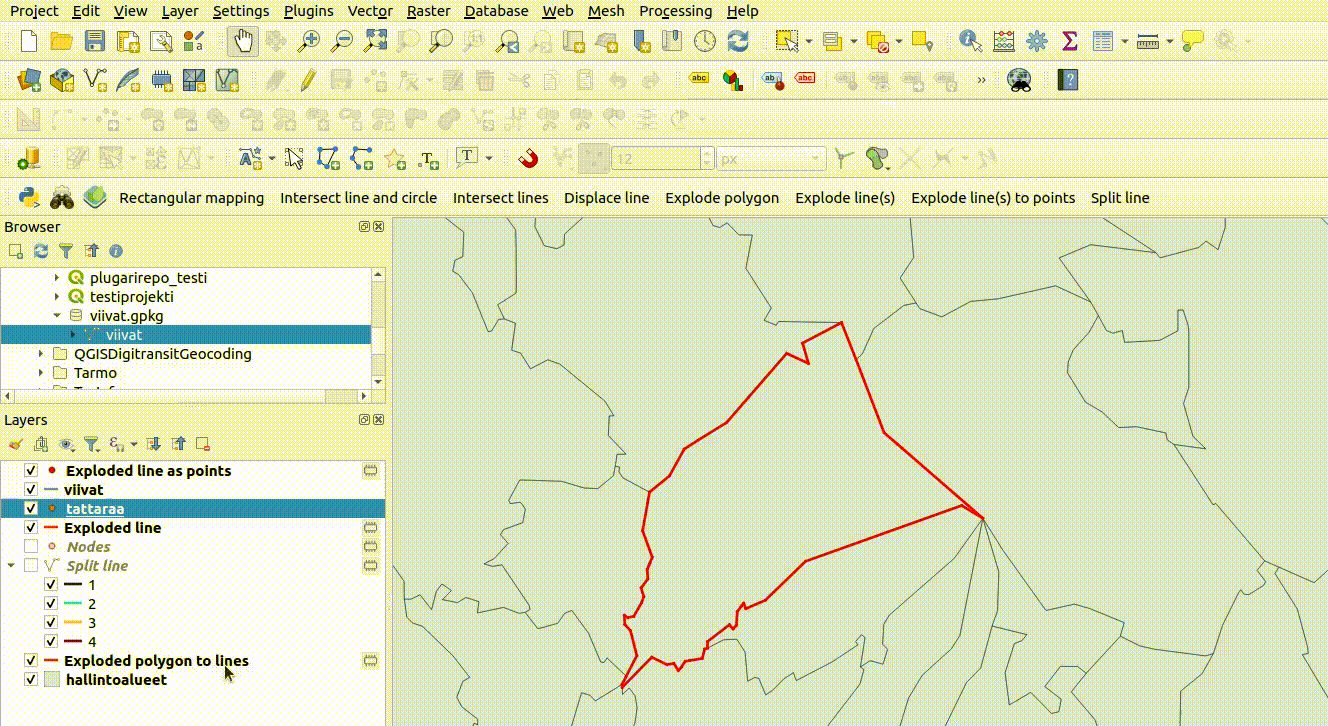 Project Edit View Layer Settings Plugins Vector Raster Database Web Mesh Processing Help
abc abc abc » ?
12 px
Rectangular mapping Intersect line and circle Intersect lines Displace line Explode polygon Explode line(s) Explode line(s) to points Split line
Browser
plugarirepo_testi
testiprojekti
viivat.gpkg
viivat
QGISDigitransitGeocoding
Tarmo
Layers
Exploded line as points
viivat
tattaraa
Exploded line
Nodes
Split line
1
2
3
4
Exploded polygon to lines
hallintoalueet